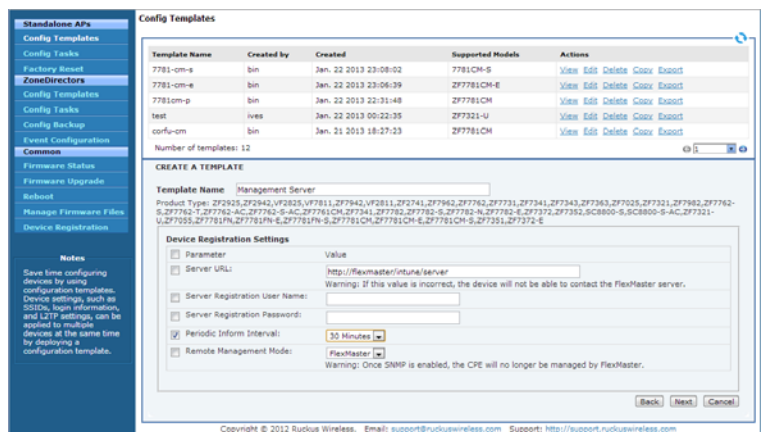 Standalone APs
Config Templates
Config Tasks
Factory Reset
ZoneDirectors
Config Templates
Config Tasks
Config Backup
Event Configuration
Common
Firmware Status
Firmware Upgrade
Reboot
Manage Firmware Files
Device Registration
Notes
Save time configuring
devices by using
configuration templates.
Device settings, such as
SSIDs, login information,
and L2TP settings, can be
applied to multiple
devices at the same time
by deploying a
configuration template.
Config Templates
Template Name Created by Created Supported Models Actions
7781-cm-s bin Jan. 22 2013 23:08:02 7781CM-S View Edit Delete Copy Export
7781-cm-e bin Jan. 22 2013 23:06:39 ZF7781CM-E View Edit Delete Copy Export
7781cm-p bin Jan. 22 2013 22:31:48 ZF7781CM View Edit Delete Copy Export
test ives Jan. 22 2013 00:22:35 ZF7321-U View Edit Delete Copy Export
corfu-cm bin Jan. 21 2013 18:27:23 ZF7781CM View Edit Delete Copy Export
Number of templates: 12 1
CREATE A TEMPLATE
Template Name Management Server
Product Type: ZF2925,ZF2942,VF2825,VF7811,ZF7942,VF2811,ZF2741,ZF7962,ZF7762,ZF7731,ZF7341,ZF7343,ZF7363,ZF7025,ZF7321,ZF7982,ZF7762-
S,ZF7762-T,ZF7762-AC,ZF7762-S-AC,ZF7761CM,ZF7341,ZF7782,ZF7782-S,ZF7782-N,ZF7782-E,ZF7372,ZF7352,SC8800-S,SC8800-S-AC,ZF7321-
U,ZF7055,ZF7781FN,ZF7781FN-E,ZF7781FN-S,ZF7781CM,ZF7781CM-E,ZF7781CM-S,ZF7351,ZF7372-E
Device Registration Settings
Parameter Value
Server URL: http://flexmaster/intune/server
Warning: If this value is incorrect, the device will not be able to contact the FlexMaster server.
Server Registration User Name:
Server Registration Password:
Periodic Inform Interval: 30 Minutes
Remote Management Mode: FlexMaster
Warning: Once SNMP is enabled, the CPE will no longer be managed by FlexMaster.
Back Next Cancel
Copyright © 2012 Ruckus Wireless. Email: support@ruckuswireless.com Support: http://support.ruckuswireless.com